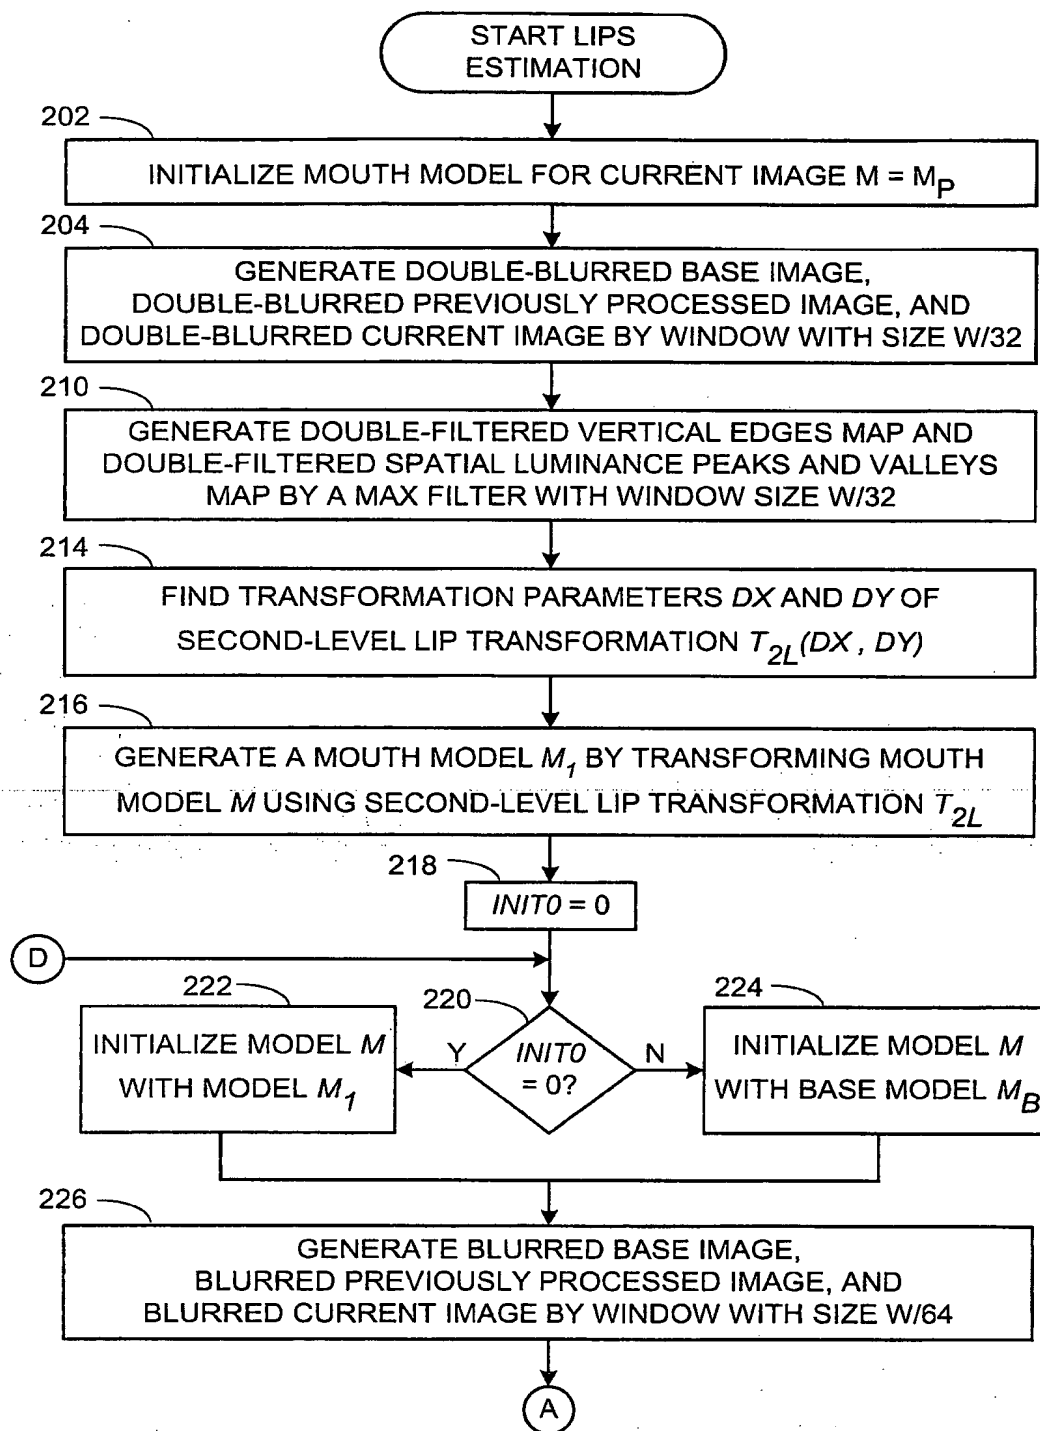 START LIPS
ESTIMATION
202
INITIALIZE MOUTH MODEL FOR CURRENT IMAGE M = M_P
204
GENERATE DOUBLE-BLURRED BASE IMAGE,
DOUBLE-BLURRED PREVIOUSLY PROCESSED IMAGE, AND
DOUBLE-BLURRED CURRENT IMAGE BY WINDOW WITH SIZE W/32
210
GENERATE DOUBLE-FILTERED VERTICAL EDGES MAP AND
DOUBLE-FILTERED SPATIAL LUMINANCE PEAKS AND VALLEYS
MAP BY A MAX FILTER WITH WINDOW SIZE W/32
214
FIND TRANSFORMATION PARAMETERS DX AND DY OF
SECOND-LEVEL LIP TRANSFORMATION T_2L(DX , DY)
216
GENERATE A MOUTH MODEL M_1 BY TRANSFORMING MOUTH
MODEL M USING SECOND-LEVEL LIP TRANSFORMATION T_2L
218
INIT0 = 0
D
222
INITIALIZE MODEL M
WITH MODEL M_1
220
Y
INIT0
= 0?
N
224
INITIALIZE MODEL M
WITH BASE MODEL M_B
226
GENERATE BLURRED BASE IMAGE,
BLURRED PREVIOUSLY PROCESSED IMAGE, AND
BLURRED CURRENT IMAGE BY WINDOW WITH SIZE W/64
A